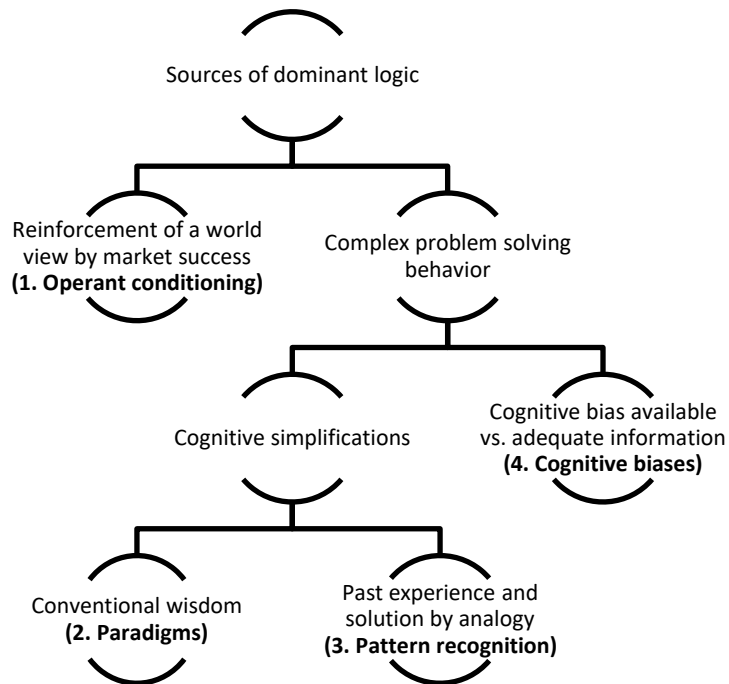 Sources of dominant logic
Reinforcement of a world
view by market success
(1. Operant conditioning)
Complex problem solving
behavior
Cognitive simplifications
Cognitive bias available
vs. adequate information
(4. Cognitive biases)
Conventional wisdom
(2. Paradigms)
Past experience and
solution by analogy
(3. Pattern recognition)